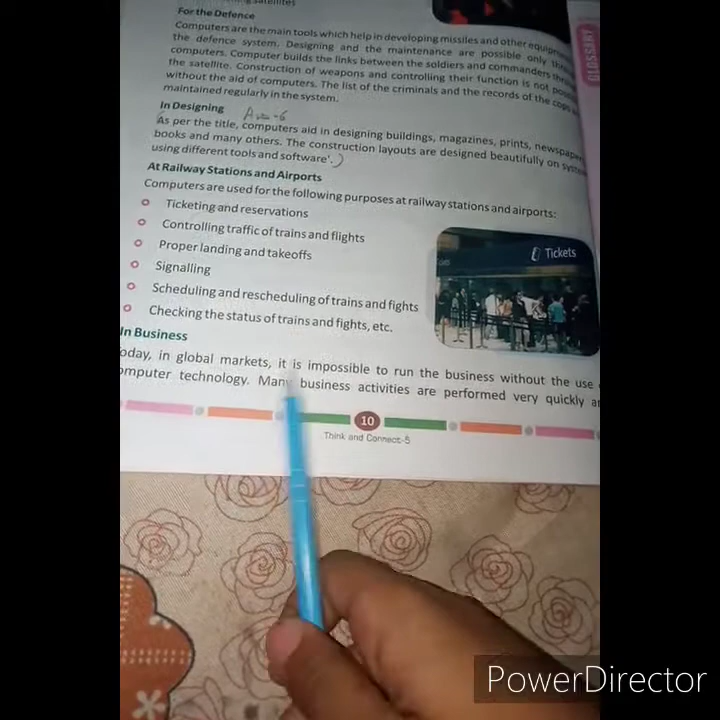 satellites
For the Defence
Computers are the main tools which help in developing missiles and other
the defence system. Designing and the maintenance are possible only
computers. Computer builds the links between the soldiers and commanders
the satellite. Construction of weapons and controlling their function is not
without the aid of computers. The list of the criminals and the records of the cops
maintained regularly in the system.
In Designing
As per the title, computers aid in designing buildings, magazines, prints, newspapers
books and many others. The construction layouts are designed beautifully on
using different tools and software'.
At Railway Stations and Airports
Computers are used for the following purposes at railway stations and airports:
Ticketing and reservations
Controlling traffic of trains and flights
Proper landing and takeoffs
Signalling
Scheduling and rescheduling of trains and fights
Checking the status of trains and fights, etc.
Tickets
In Business
oday, in global markets, it is impossible to run the business without the use
omputer technology. Many business activities are performed very quickly
10
Think and Connect-5
GLOSSARY
PowerDirector